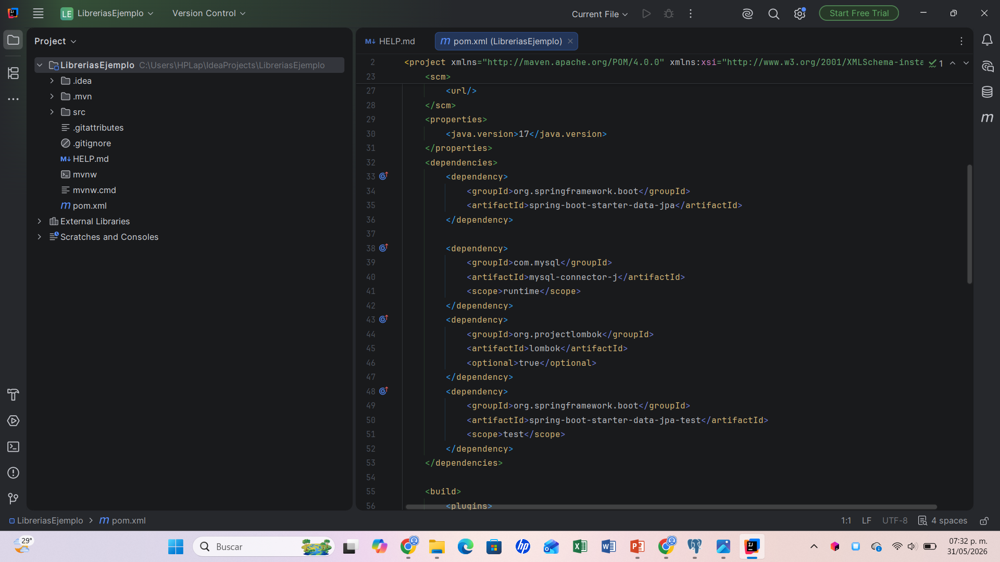 LE LibreriasEjemplo Version Control Current File Start Free Trial
Project
LibreriasEjemplo C:\Users\HPLap\IdeaProjects\LibreriasEjemplo
.idea
.mvn
src
.gitattributes
.gitignore
M↓ HELP.md
mvnw
mvnw.cmd
m pom.xml
External Libraries
Scratches and Consoles
M↓ HELP.md m pom.xml (LibreriasEjemplo)
2 <project xmlns="http://maven.apache.org/POM/4.0.0" xmlns:xsi="http://www.w3.org/2001/XMLSchema-insta 1
23 <scm>
27 <url/>
28 </scm>
29 <properties>
30 <java.version>17</java.version>
31 </properties>
32 <dependencies>
33 <dependency>
34 <groupId>org.springframework.boot</groupId>
35 <artifactId>spring-boot-starter-data-jpa</artifactId>
36 </dependency>
37
38 <dependency>
39 <groupId>com.mysql</groupId>
40 <artifactId>mysql-connector-j</artifactId>
41 <scope>runtime</scope>
42 </dependency>
43 <dependency>
44 <groupId>org.projectlombok</groupId>
45 <artifactId>lombok</artifactId>
46 <optional>true</optional>
47 </dependency>
48 <dependency>
49 <groupId>org.springframework.boot</groupId>
50 <artifactId>spring-boot-starter-data-jpa-test</artifactId>
51 <scope>test</scope>
52 </dependency>
53 </dependencies>
54
55 <build>
56 <plugins>
LibreriasEjemplo > m pom.xml 1:1 LF UTF-8 4 spaces
29° Buscar 07:32 p. m.
31/05/2026